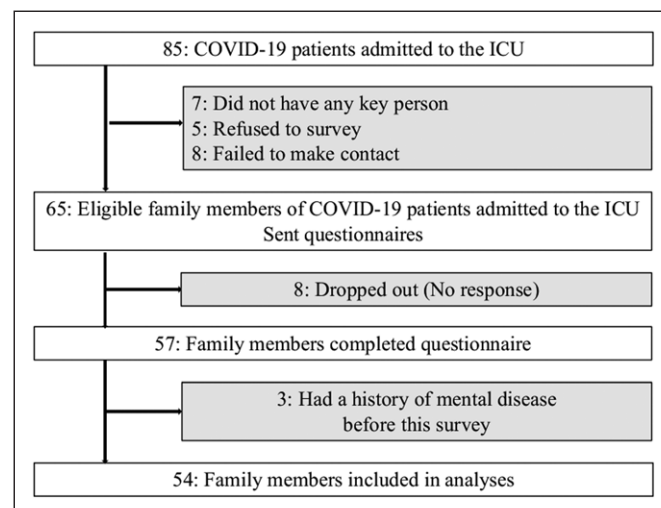 85: COVID-19 patients admitted to the ICU
7: Did not have any key person
5: Refused to survey
8: Failed to make contact
65: Eligible family members of COVID-19 patients admitted to the ICU
Sent questionnaires
8: Dropped out (No response)
57: Family members completed questionnaire
3: Had a history of mental disease
before this survey
54: Family members included in analyses